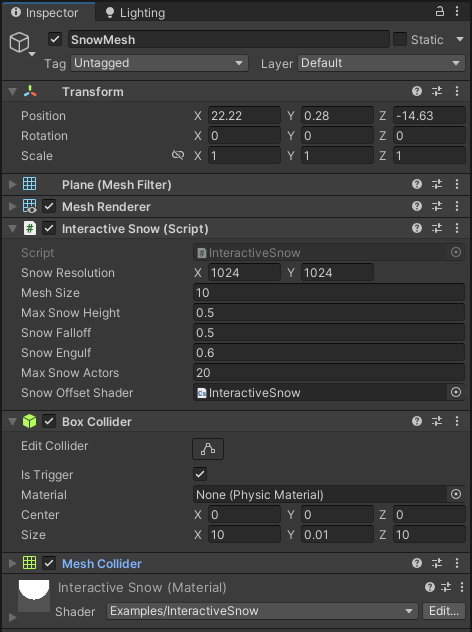 Inspector Lighting
SnowMesh Static
Tag Untagged Layer Default
Transform
Position X 22.22 Y 0.28 Z -14.63
Rotation X 0 Y 0 Z 0
Scale X 1 Y 1 Z 1
Plane (Mesh Filter)
Mesh Renderer
# Interactive Snow (Script)
Script # InteractiveSnow
Snow Resolution X 1024 Y 1024
Mesh Size 10
Max Snow Height 0.5
Snow Falloff 0.5
Snow Engulf 0.6
Max Snow Actors 20
Snow Offset Shader InteractiveSnow
Box Collider
Edit Collider
Is Trigger
Material None (Physic Material)
Center X 0 Y 0 Z 0
Size X 10 Y 0.01 Z 10
Mesh Collider
Interactive Snow (Material)
Shader Examples/InteractiveSnow Edit...